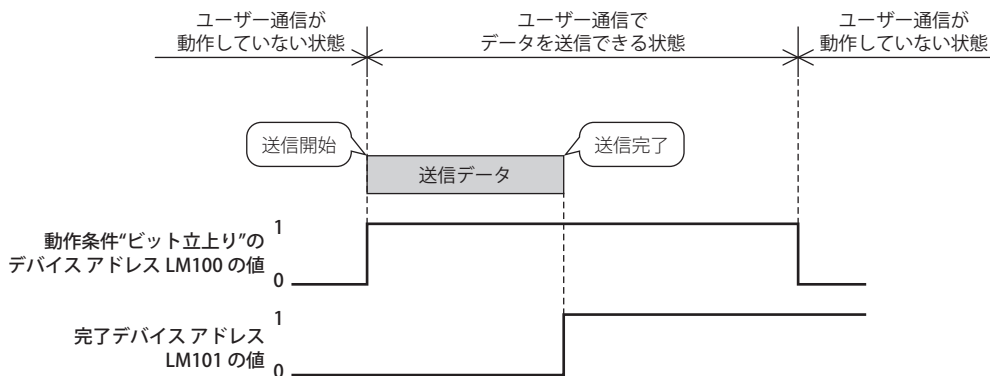 ユーザー通信が
動作していない状態
ユーザー通信で
データを送信できる状態
ユーザー通信が
動作していない状態
送信開始
送信完了
送信データ
動作条件“ビット立上り”の
デバイス アドレス LM100 の値
1
0
完了デバイス アドレス
LM101 の値
1
0